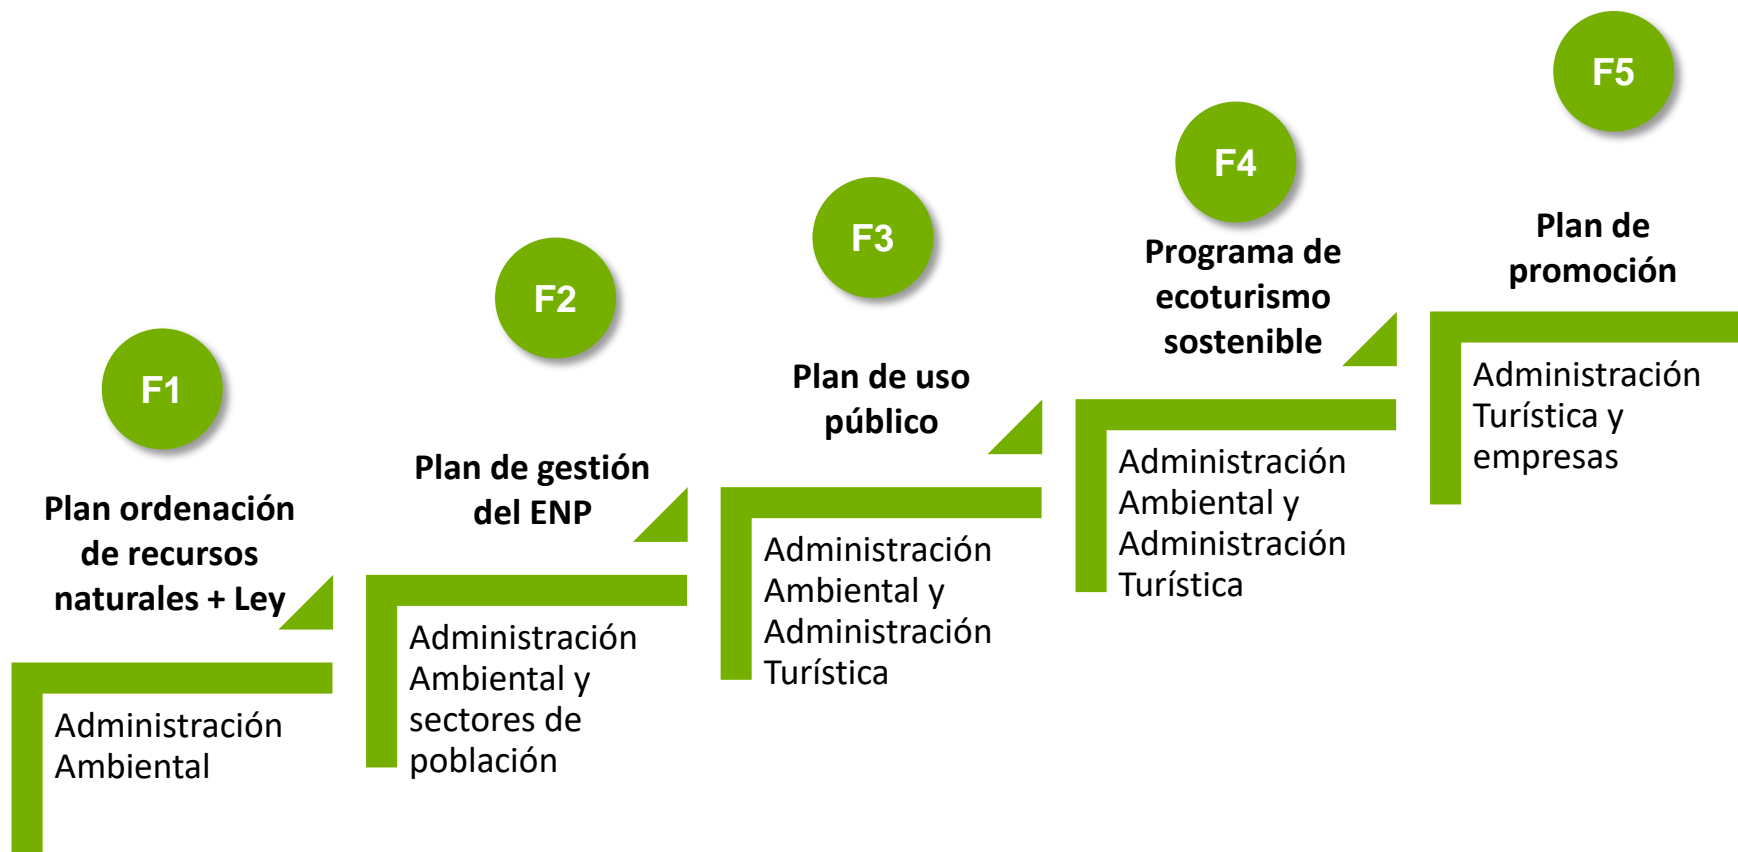 F1
Plan ordenación
de recursos
naturales + Ley
Administración
Ambiental
F2
Plan de gestión
del ENP
Administración
Ambiental y
sectores de
población
F3
Plan de uso
público
Administración
Ambiental y
Administración
Turística
F4
Programa de
ecoturismo
sostenible
Administración
Ambiental y
Administración
Turística
F5
Plan de
promoción
Administración
Turística y
empresas